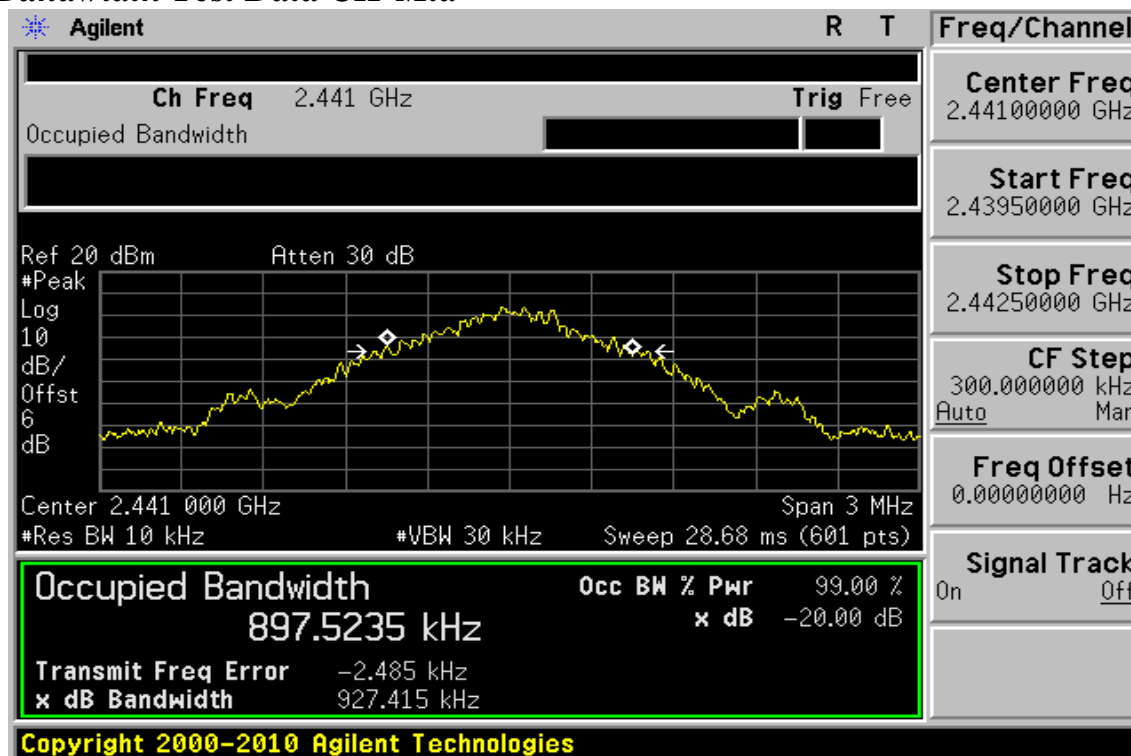 Bandwidth Test Data CH Mid
Agilent R T
Freq/Channel
Ch Freq 2.441 GHz Trig Free
Occupied Bandwidth
Center Freq
2.44100000 GHz
Start Freq
2.43950000 GHz
Stop Freq
2.44250000 GHz
CF Step
300.000000 kHz
Auto Man
Freq Offset
0.00000000 Hz
Signal Track
On Off
Ref 20 dBm Atten 30 dB
#Peak
Log
10
dB/
Offst
6
dB
Center 2.441 000 GHz Span 3 MHz
#Res BW 10 kHz #VBW 30 kHz Sweep 28.68 ms (601 pts)
Occupied Bandwidth
897.5235 kHz
Occ BW % Pwr 99.00 %
x dB -20.00 dB
Transmit Freq Error -2.485 kHz
x dB Bandwidth 927.415 kHz
Copyright 2000-2010 Agilent Technologies